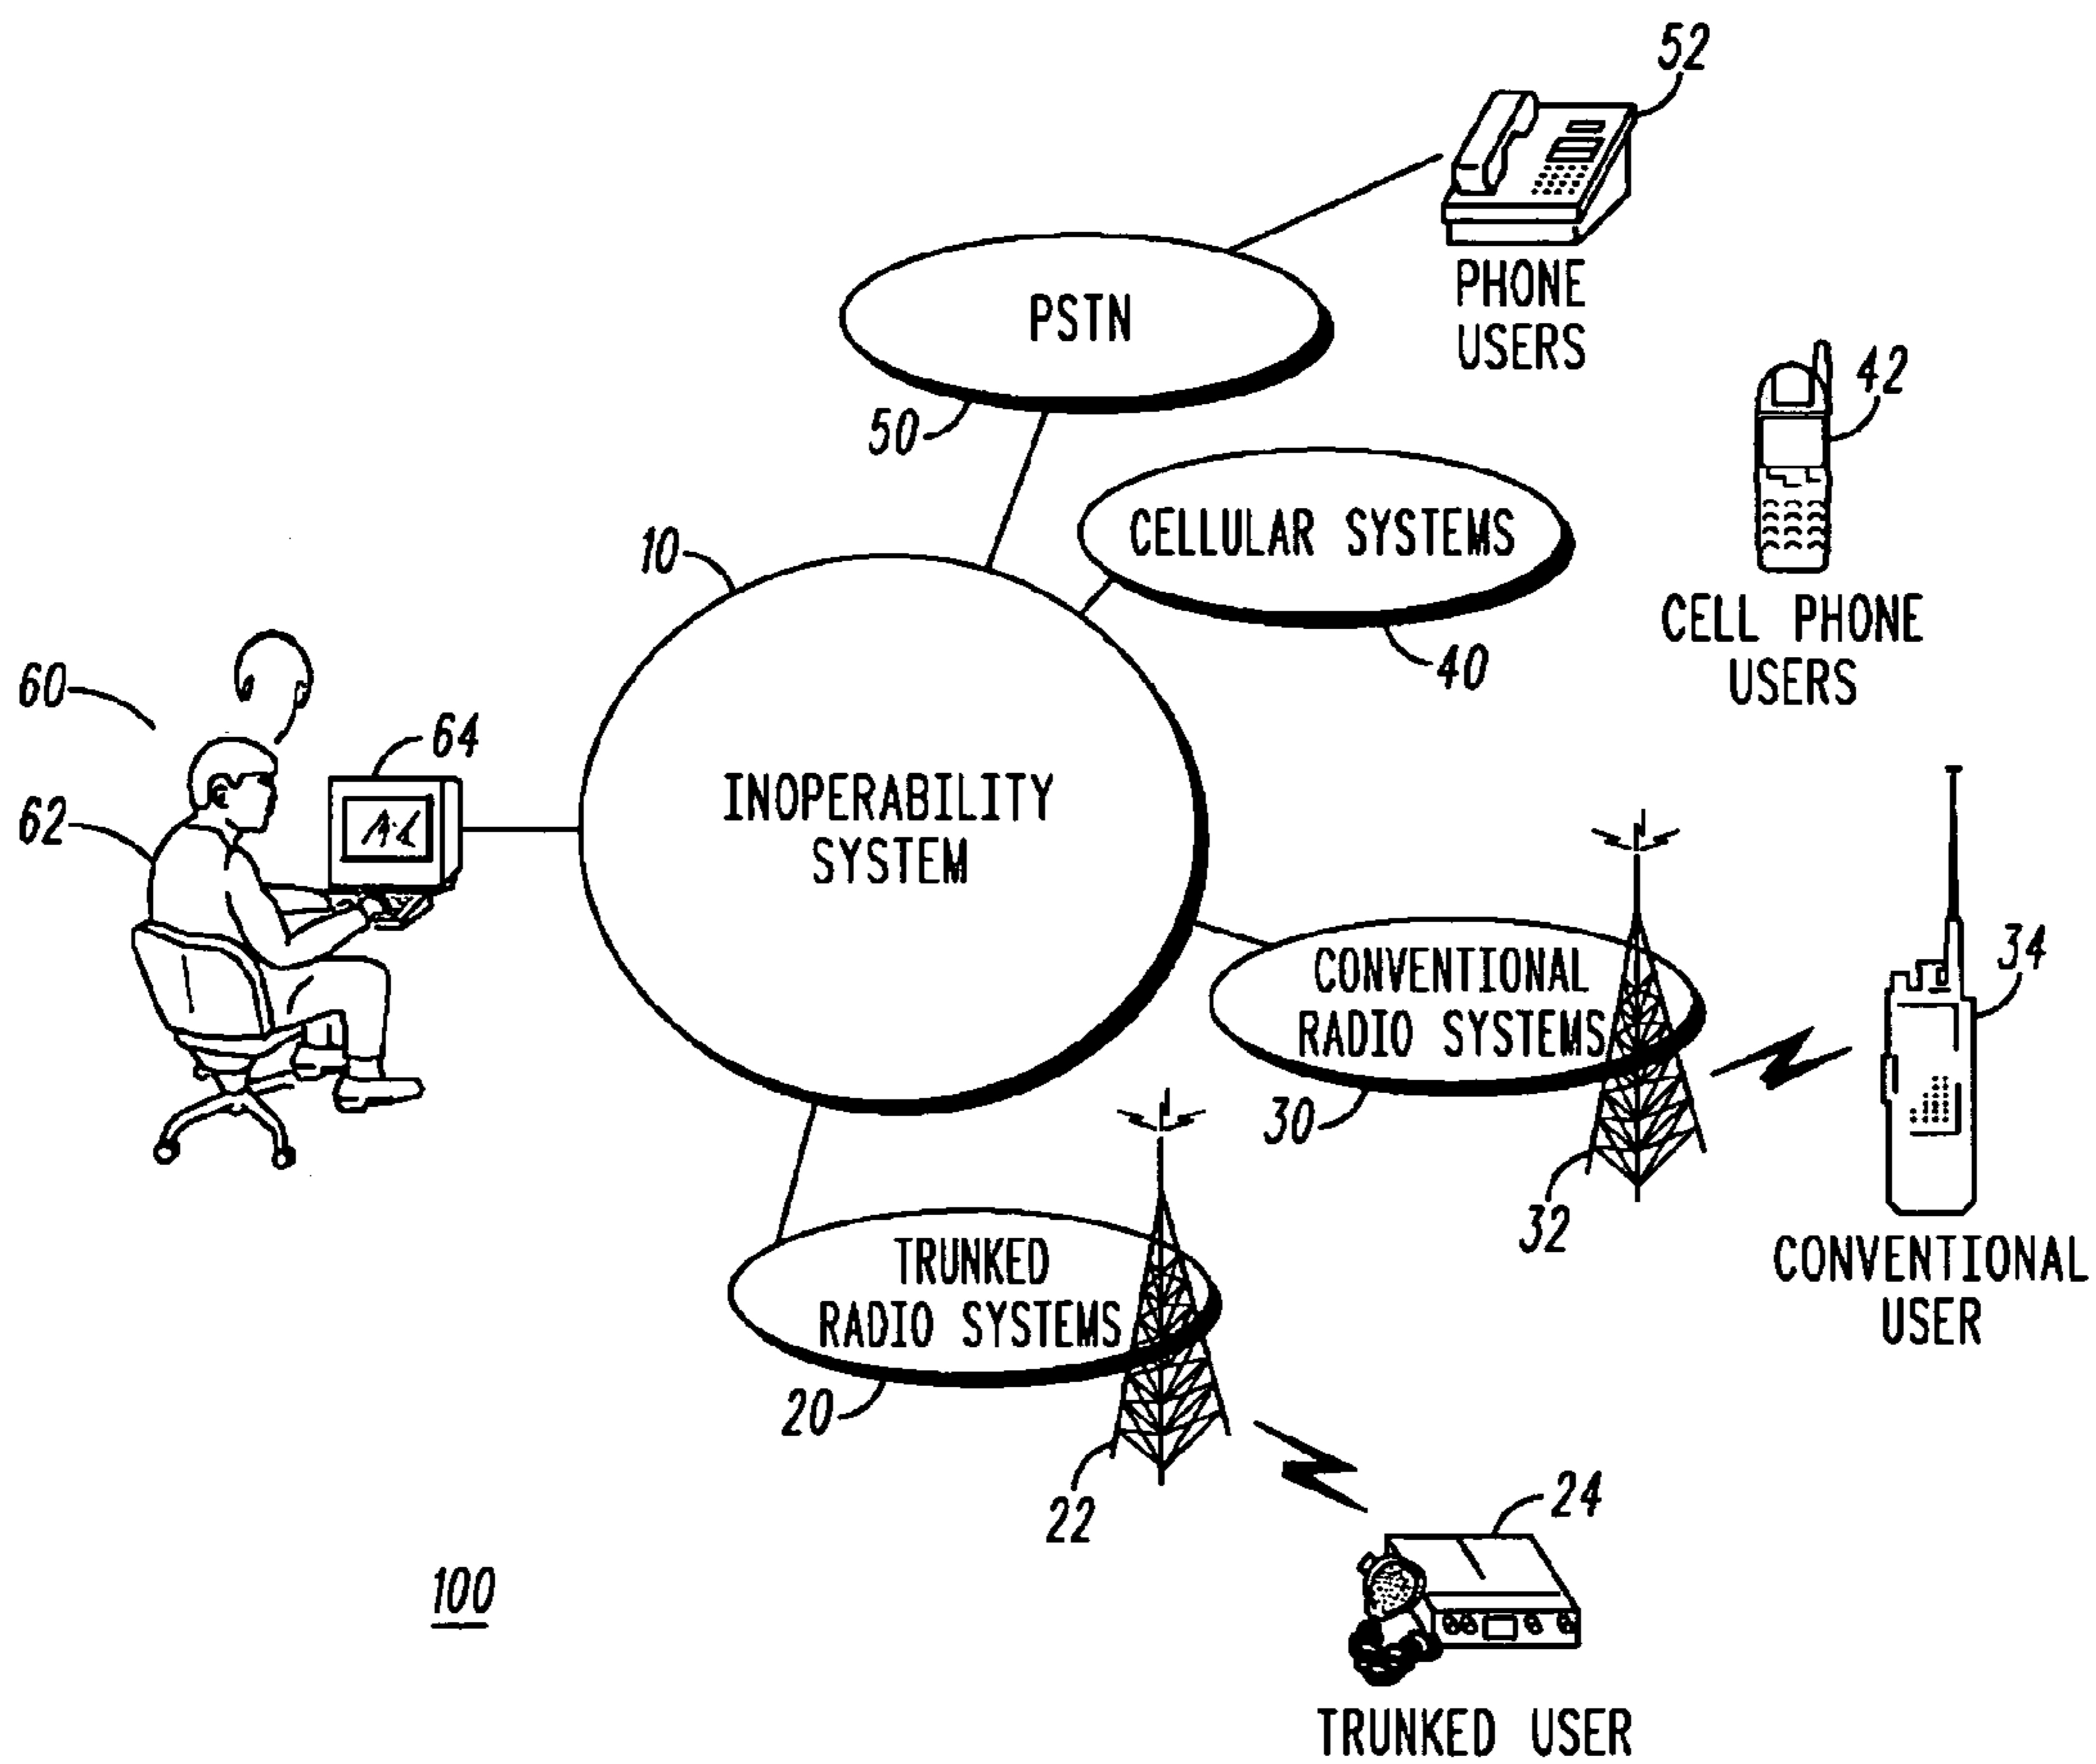 52
PHONE
USERS
PSTN
50
42
CELL PHONE
USERS
CELLULAR SYSTEMS
40
10
INOPERABILITY
SYSTEM
60
64
62
CONVENTIONAL
RADIO SYSTEMS
30
32
34
CONVENTIONAL
USER
TRUNKED
RADIO SYSTEMS
20
22
24
TRUNKED USER
100